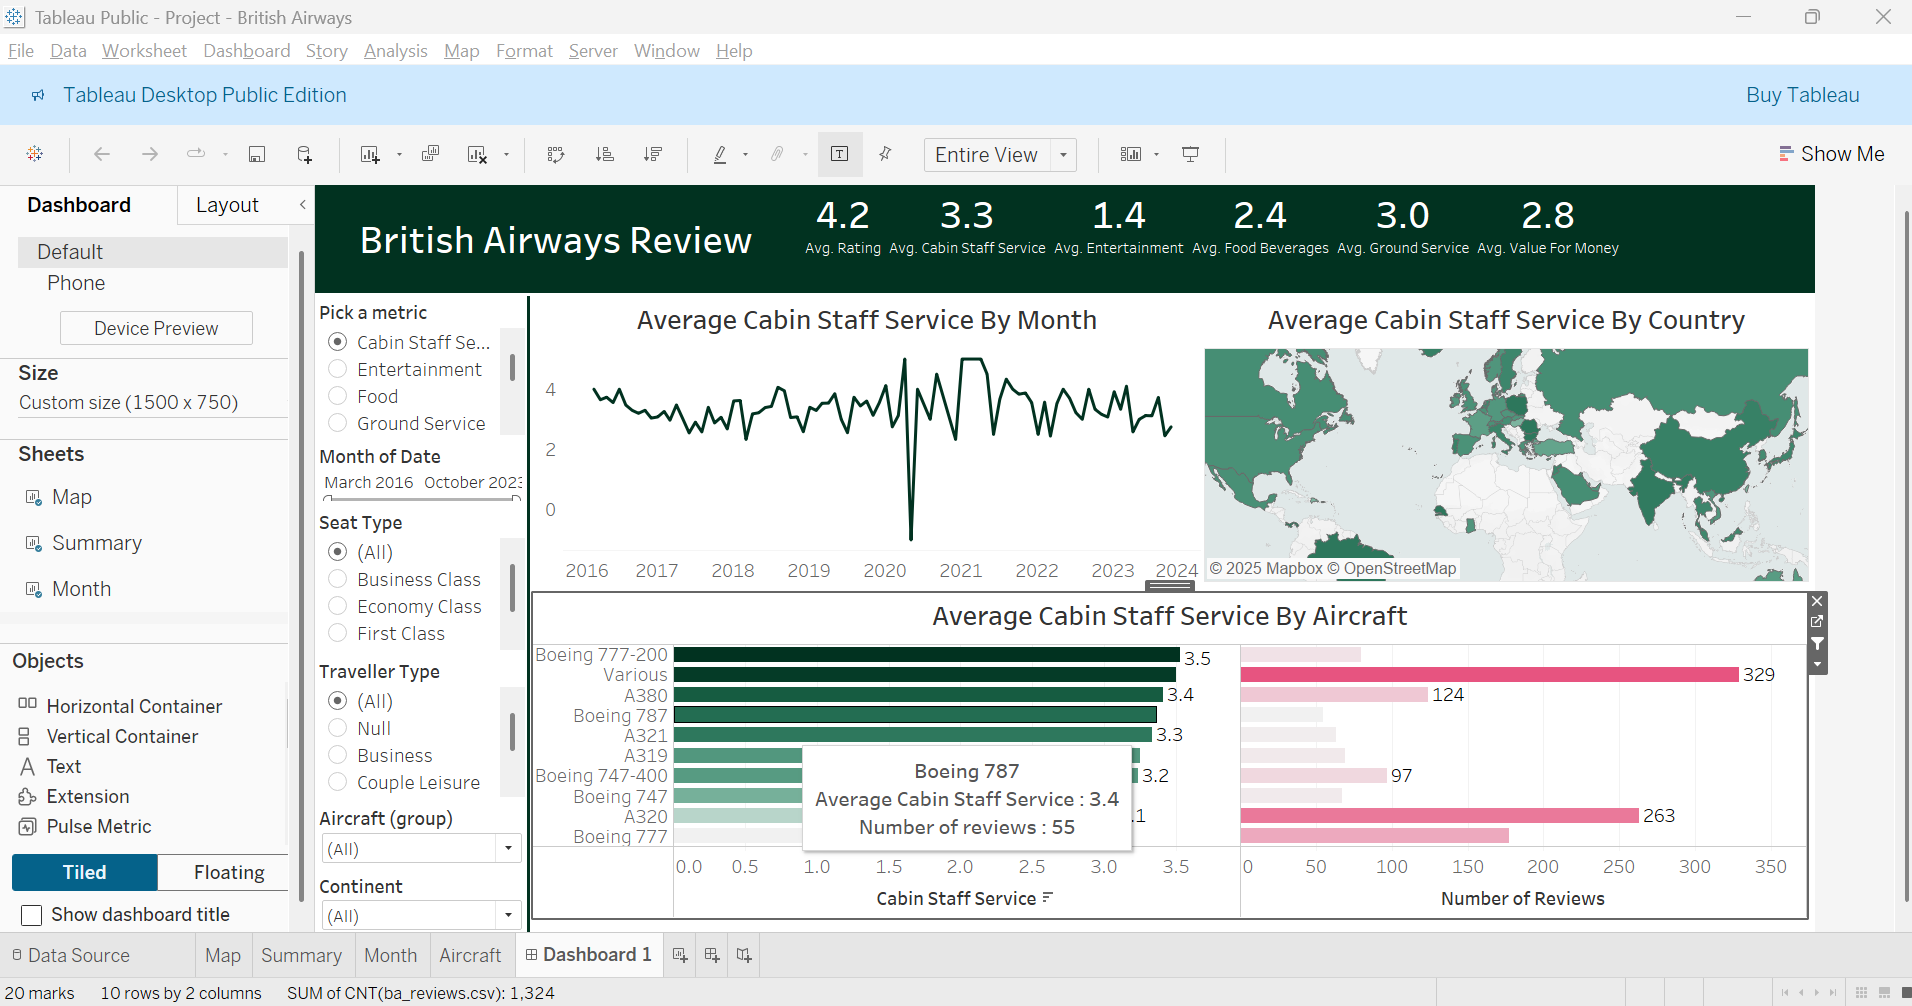 Tableau Public - Project - British Airways
File Data Worksheet Dashboard Story Analysis Map Format Server Window Help
Tableau Desktop Public Edition
Buy Tableau
Entire View
Show Me
Dashboard
Layout
Default
Phone
Device Preview
Size
Custom size (1500 x 750)
Sheets
Map
Summary
Month
Objects
Horizontal Container
Vertical Container
Text
Extension
Pulse Metric
Tiled
Floating
Show dashboard title
British Airways Review
4.2 3.3 1.4 2.4 3.0 2.8
Avg. Rating Avg. Cabin Staff Service Avg. Entertainment Avg. Food Beverages Avg. Ground Service Avg. Value For Money
Pick a metric
Cabin Staff Se...
Entertainment
Food
Ground Service
Month of Date
March 2016 October 2023
Seat Type
(All)
Business Class
Economy Class
First Class
Traveller Type
(All)
Null
Business
Couple Leisure
Aircraft (group)
(All)
Continent
(All)
Average Cabin Staff Service By Month
4
2
0
2016 2017 2018 2019 2020 2021 2022 2023 2024
Average Cabin Staff Service By Country
© 2025 Mapbox © OpenStreetMap
Average Cabin Staff Service By Aircraft
Boeing 777-200 3.5
Various 329
A380 3.4 124
Boeing 787
A321 3.3
A319
Boeing 747-400 3.2 97
Boeing 747
A320 .1 263
Boeing 777
Boeing 787
Average Cabin Staff Service : 3.4
Number of reviews : 55
0.0 0.5 1.0 1.5 2.0 2.5 3.0 3.5
0 50 100 150 200 250 300 350
Cabin Staff Service
Number of Reviews
Data Source Map Summary Month Aircraft Dashboard 1
20 marks 10 rows by 2 columns SUM of CNT(ba_reviews.csv): 1,324